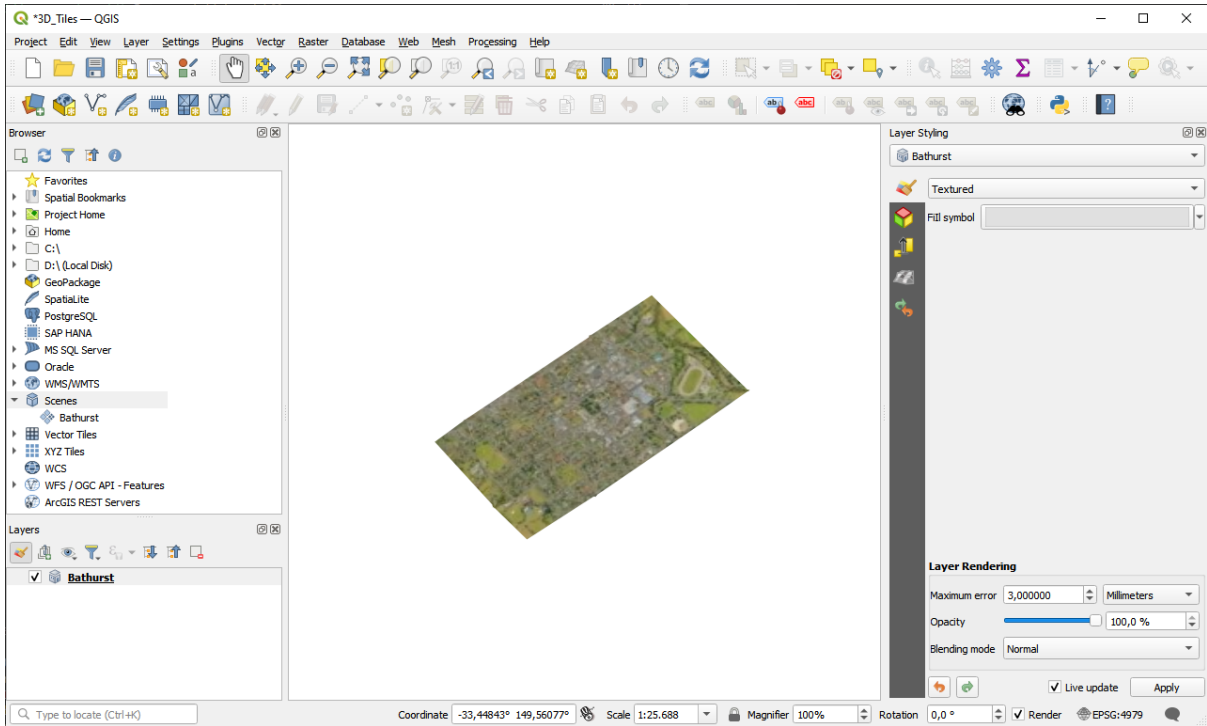 *3D_Tiles — QGIS
Project Edit View Layer Settings Plugins Vector Raster Database Web Mesh Processing Help
Browser
Favorites
Spatial Bookmarks
Project Home
Home
C:\
D:\ (Local Disk)
GeoPackage
SpatiaLite
PostgreSQL
SAP HANA
MS SQL Server
Oracle
WMS/WMTS
Scenes
Bathurst
Vector Tiles
XYZ Tiles
WCS
WFS / OGC API - Features
ArcGIS REST Servers
Layers
Bathurst
Layer Styling
Bathurst
Textured
Fill symbol
Layer Rendering
Maximum error 3,000000 Millimeters
Opacity 100,0 %
Blending mode Normal
Live update Apply
Type to locate (Ctrl+K) Coordinate -33,44843° 149,56077° Scale 1:25.688 Magnifier 100% Rotation 0,0 ° Render EPSG:4979